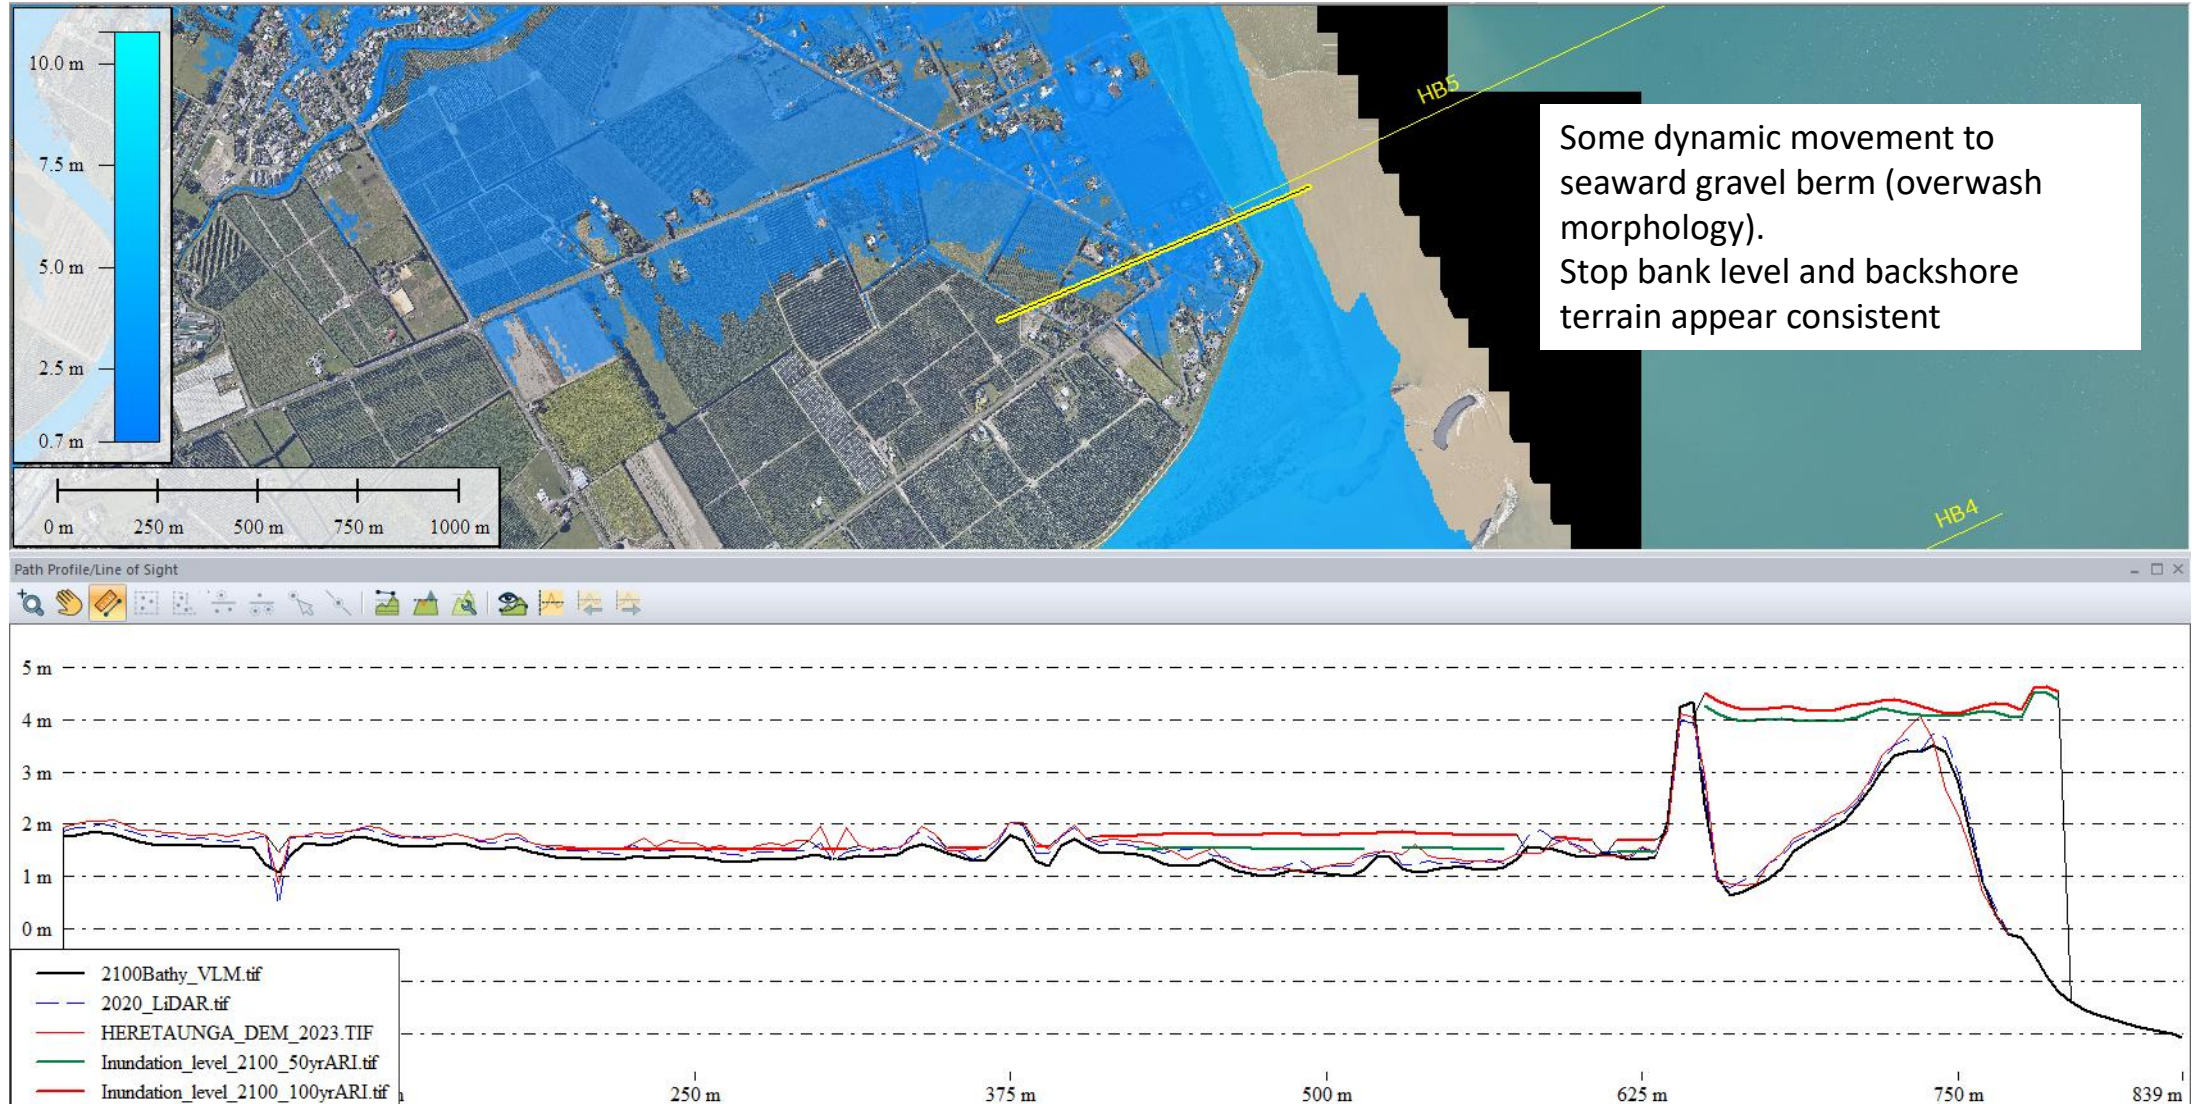 10.0 m
7.5 m
5.0 m
2.5 m
0.7 m
0 m 250 m 500 m 750 m 1000 m
HB5
HB4
Some dynamic movement to
seaward gravel berm (overwash
morphology).
Stop bank level and backshore
terrain appear consistent
Path Profile/Line of Sight
5 m
4 m
3 m
2 m
1 m
0 m
2100Bathy_VLM.tif
2020_LiDAR.tif
HERETAUNGA_DEM_2023.TIF
Inundation_level_2100_50yrARI.tif
Inundation_level_2100_100yrARI.tif
250 m 375 m 500 m 625 m 750 m 839 m